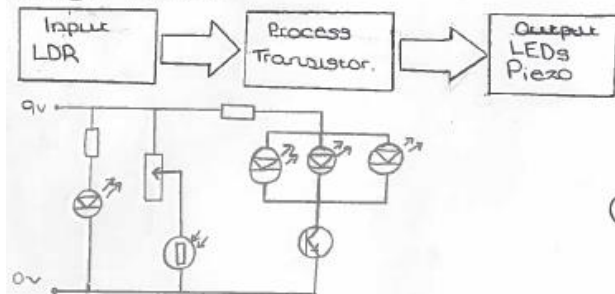 Input
LDR
Process
Transistor.
Output
LEDs
Piezo
9v
0v